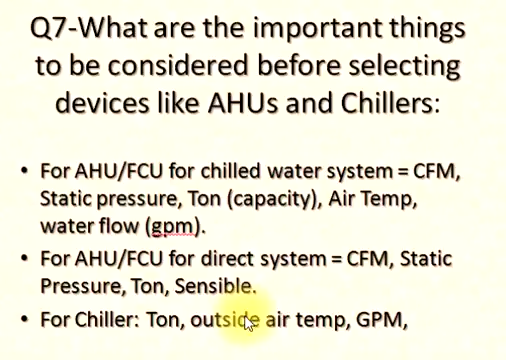 Q7-What are the important things
to be considered before selecting
devices like AHUs and Chillers:
• For AHU/FCU for chilled water system = CFM,
Static pressure, Ton (capacity), Air Temp,
water flow (gpm).
• For AHU/FCU for direct system = CFM, Static
Pressure, Ton, Sensible.
• For Chiller: Ton, outside air temp, GPM,